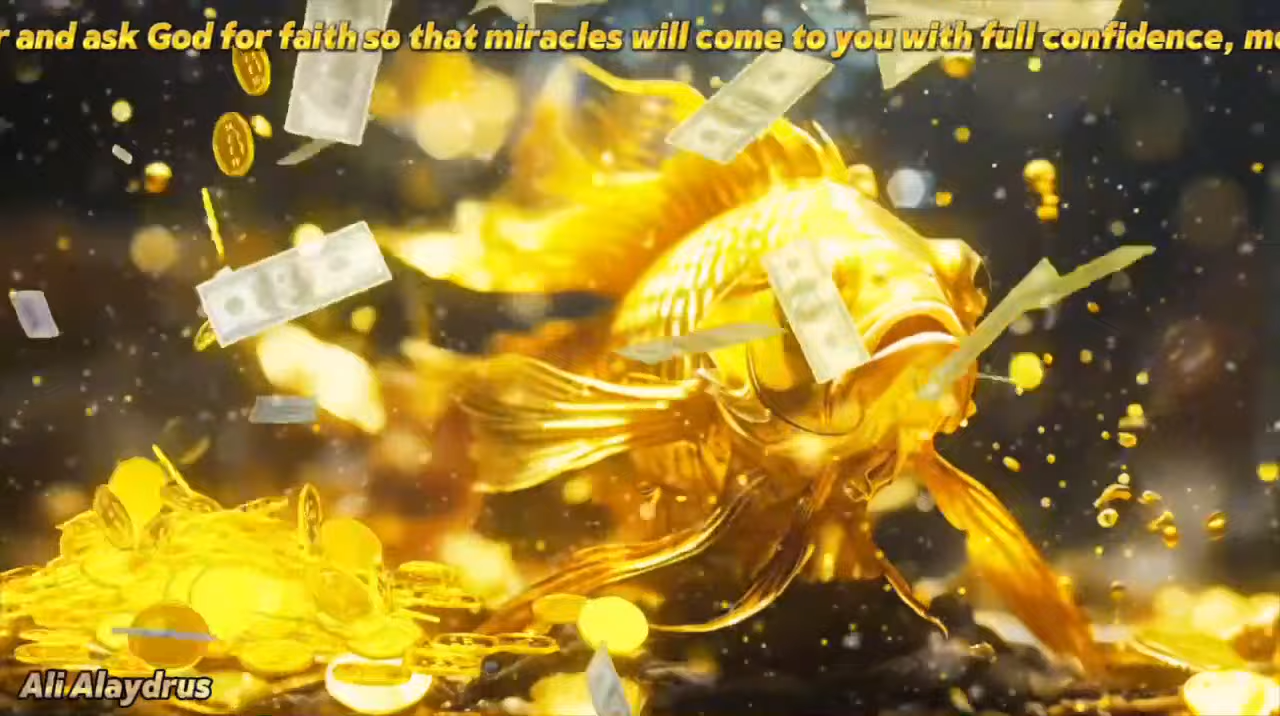 and ask God for faith so that miracles will come to you with full confidence,
Ali Alaydrus